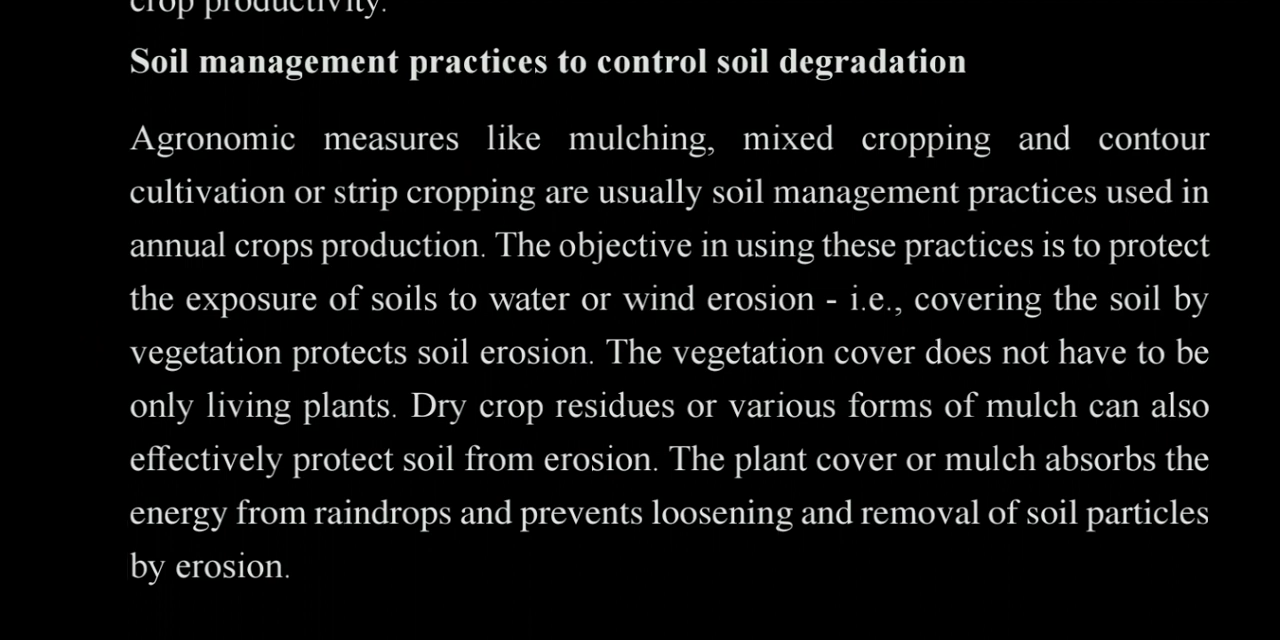 crop productivity.
Soil management practices to control soil degradation
Agronomic measures like mulching, mixed cropping and contour
cultivation or strip cropping are usually soil management practices used in
annual crops production. The objective in using these practices is to protect
the exposure of soils to water or wind erosion - i.e., covering the soil by
vegetation protects soil erosion. The vegetation cover does not have to be
only living plants. Dry crop residues or various forms of mulch can also
effectively protect soil from erosion. The plant cover or mulch absorbs the
energy from raindrops and prevents loosening and removal of soil particles
by erosion.